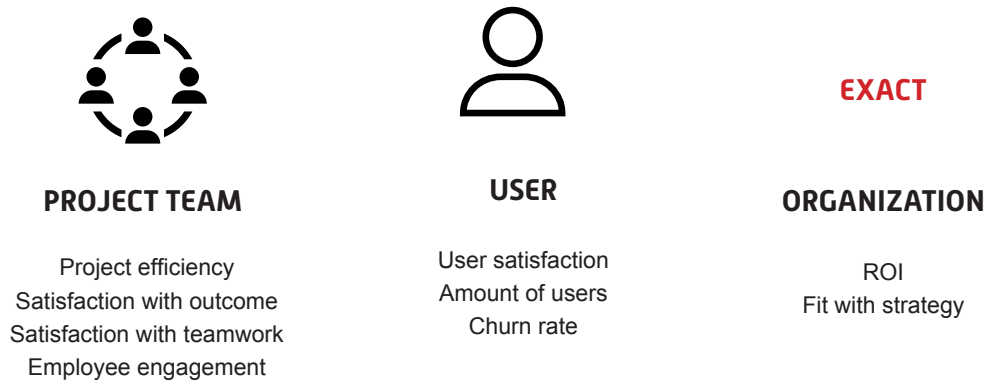 PROJECT TEAM
Project efficiency
Satisfaction with outcome
Satisfaction with teamwork
Employee engagement
USER
User satisfaction
Amount of users
Churn rate
EXACT
ORGANIZATION
ROI
Fit with strategy